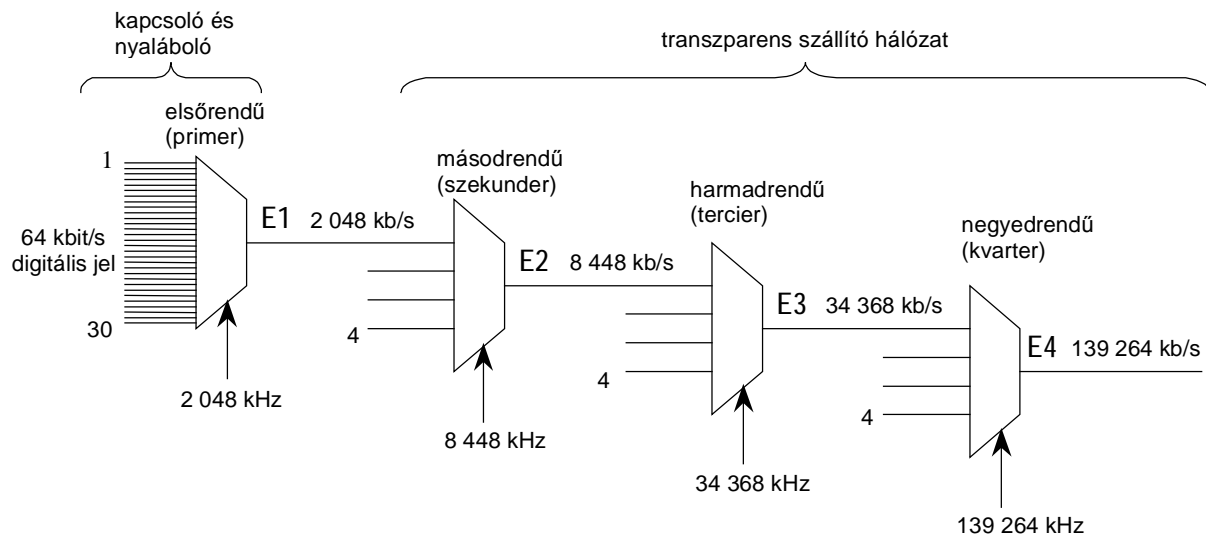 kapcsoló és
nyaláboló
transzparens szállító hálózat
elsőrendű
(primer)
1
64 kbit/s
digitális jel
30
E1 2 048 kb/s
2 048 kHz
másodrendű
(szekunder)
4
E2 8 448 kb/s
8 448 kHz
harmadrendű
(tercier)
4
E3 34 368 kb/s
34 368 kHz
negyedrendű
(kvarter)
4
E4 139 264 kb/s
139 264 kHz